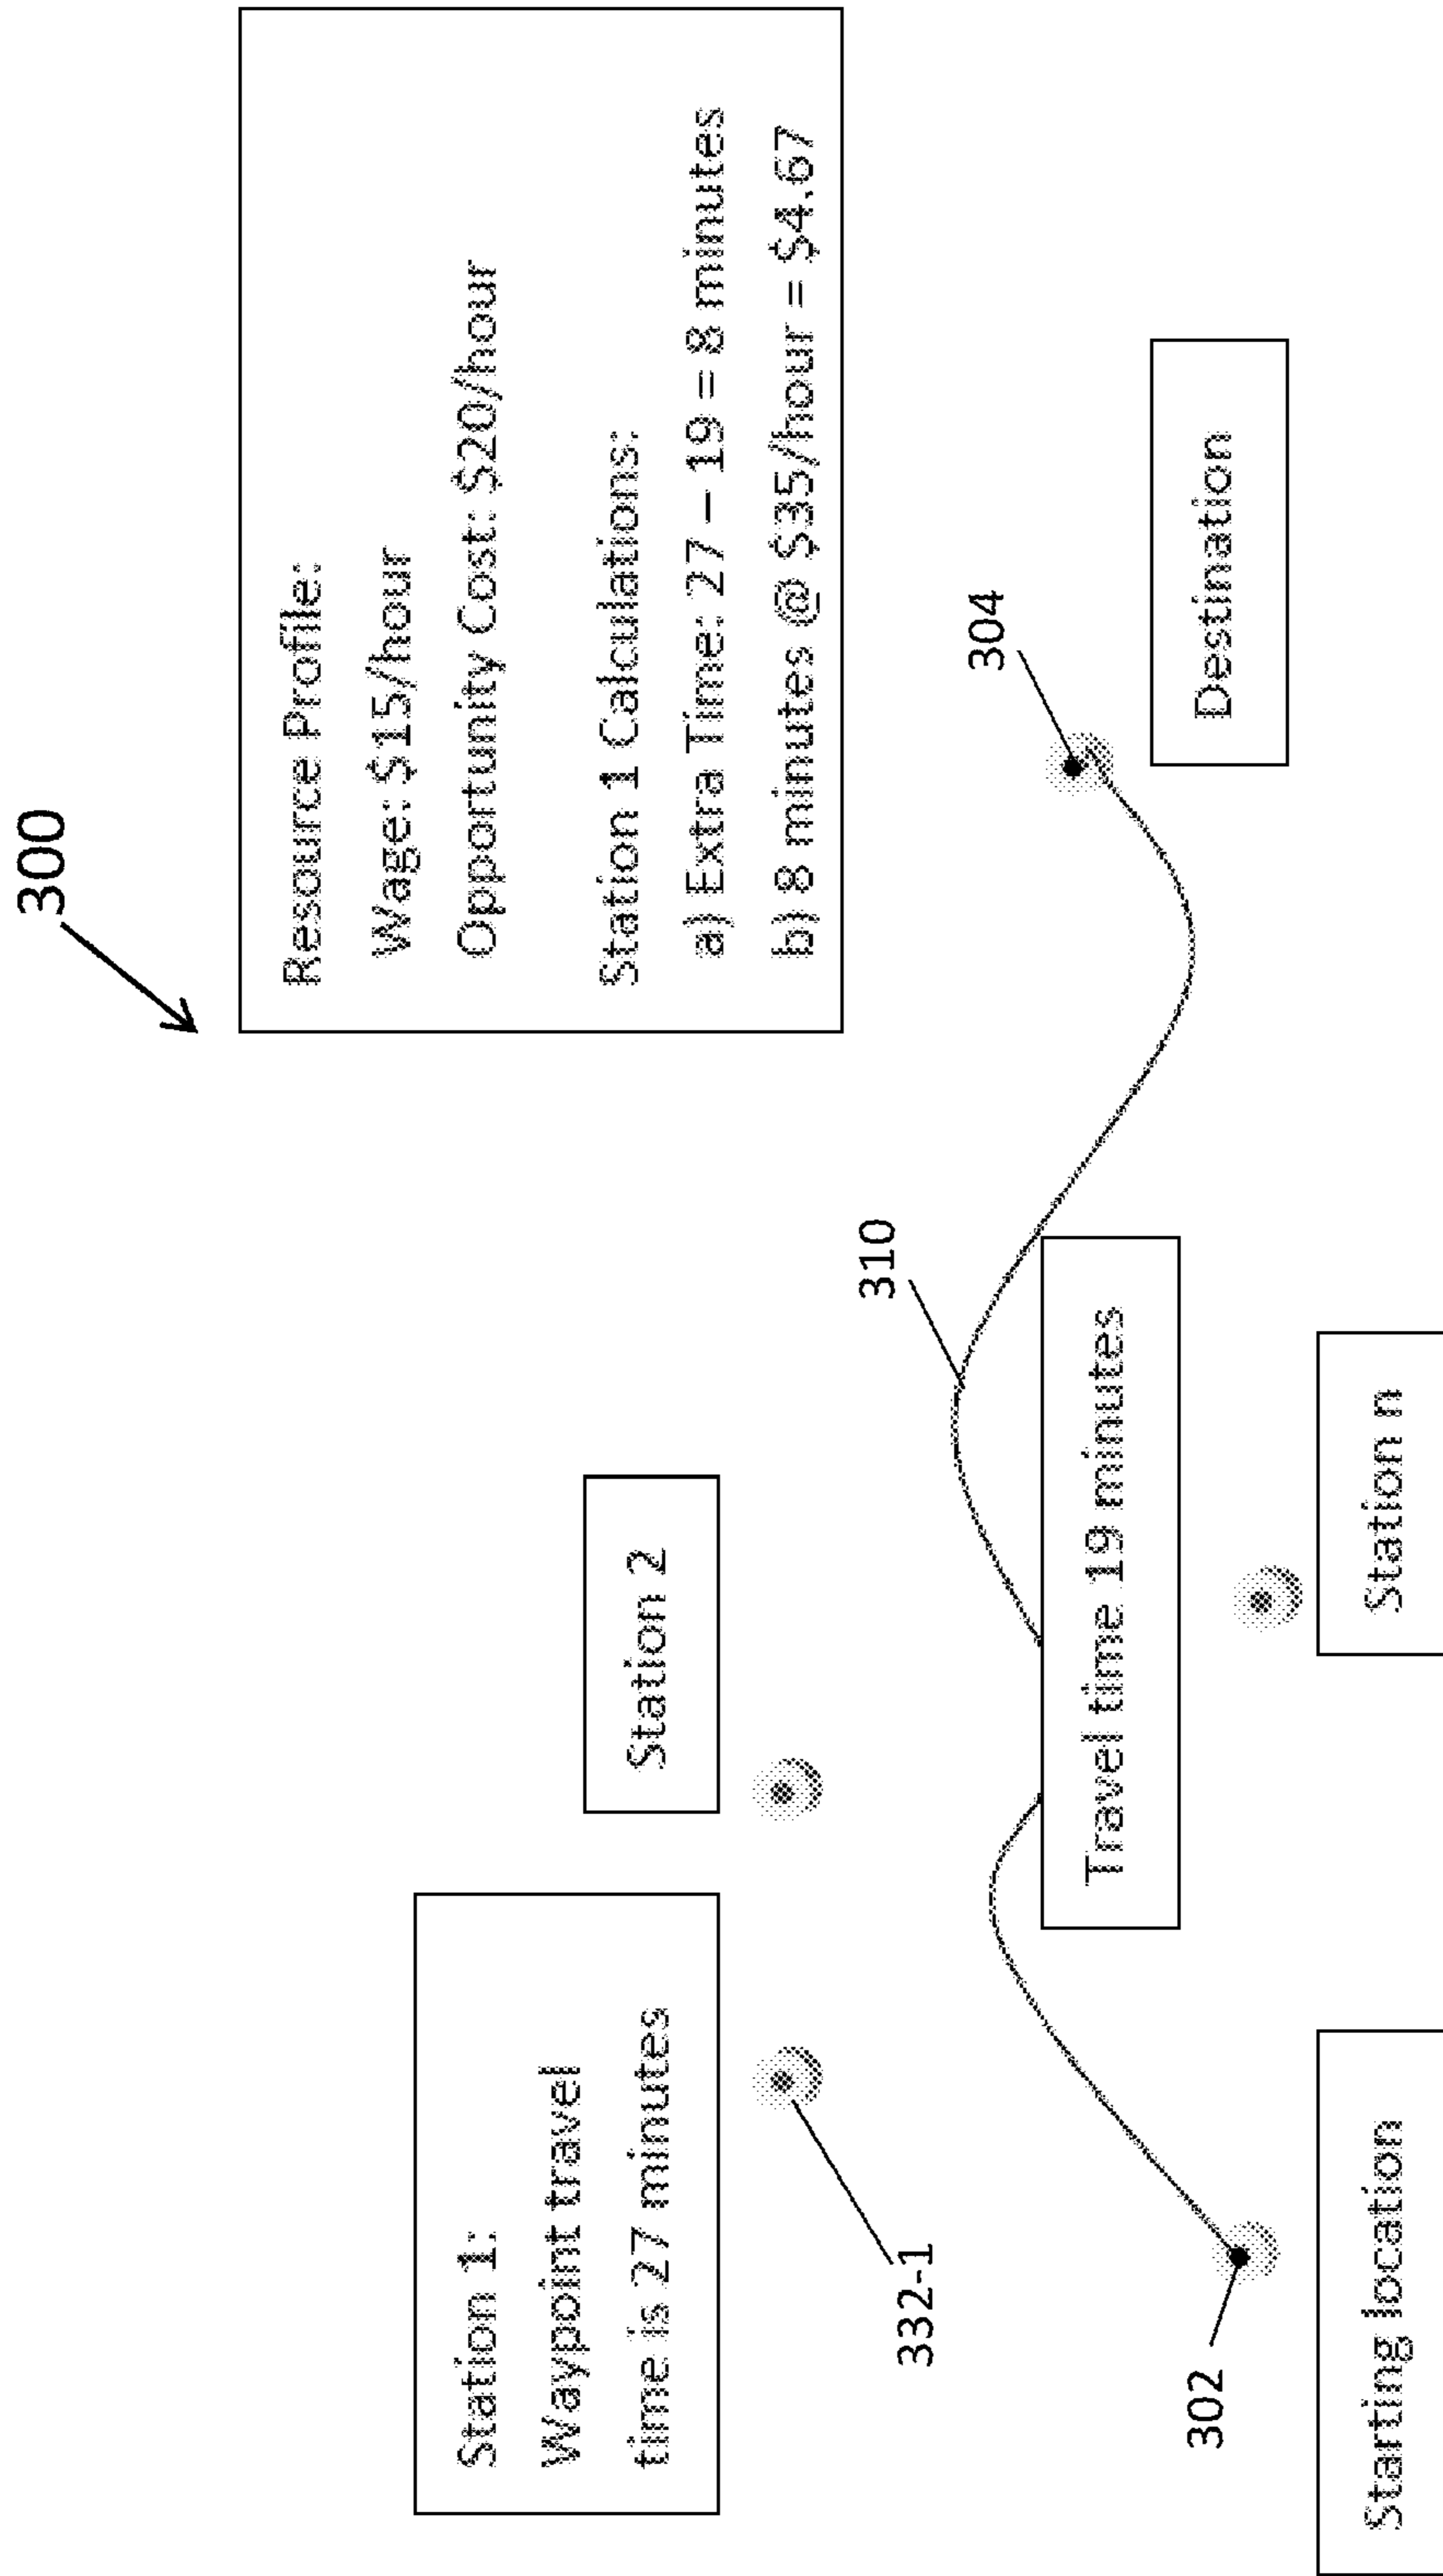 300
Resource Profile:
Wage: $15/hour
Opportunity Cost: $20/hour
Station 1 Calculations:
a) Extra Time: 27 – 19 = 8 minutes
b) 8 minutes @ $35/hour = $4.67
Station 1:
Waypoint travel
time is 27 minutes
Station 2
332-1
310
304
302
Travel time 19 minutes
Destination
Starting location
Station n